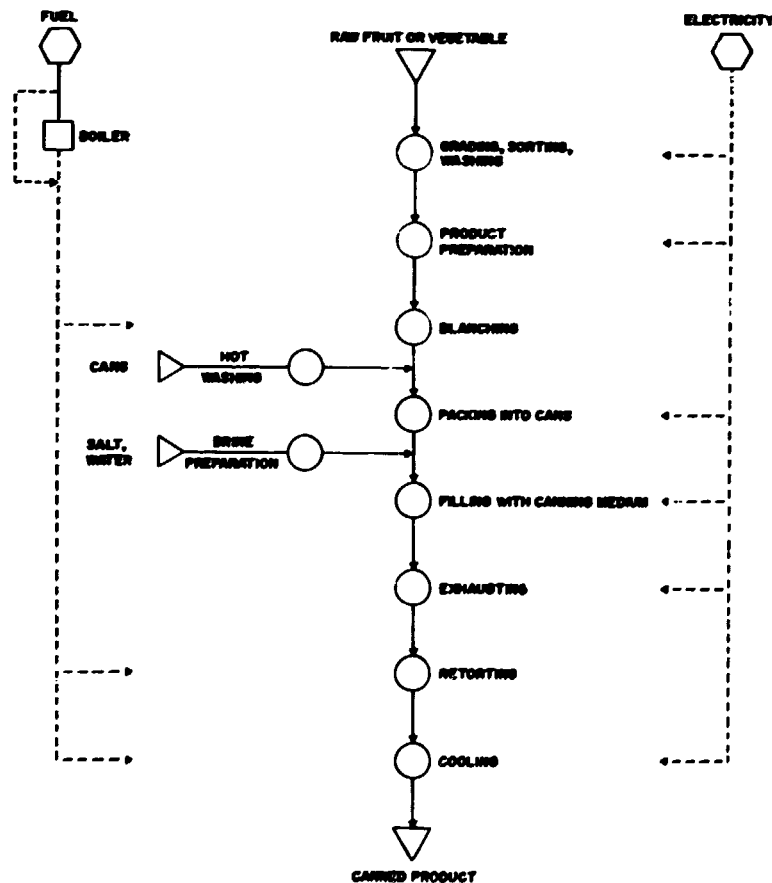 FUEL
RAW FRUIT OR VEGETABLE
ELECTRICITY
BOILER
GRADING, SORTING,
WASHING
PRODUCT
PREPARATION
BLANCHING
CANS
HOT
WASHING
PACKING INTO CANS
SALT,
WATER
BRINE
PREPARATION
FILLING WITH CANNING MEDIUM
EXHAUSTING
RETORTING
COOLING
CANNED PRODUCT